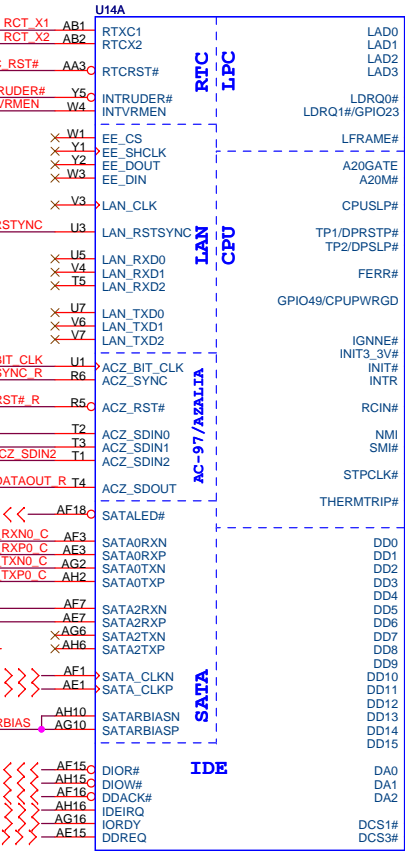 U14A
RCT_X1 AB1 RTXC1 LAD0
RCT_X2 AB2 RTCX2 LAD1
LAD2
_RST# AA3 RTCRST# LAD3
RTC LPC
RUDER# Y5 INTRUDER# LDRQ0#
VRMEN W4 INTVRMEN LDRQ1#/GPIO23
W1 EE_CS LFRAME#
Y1 EE_SHCLK
Y2 EE_DOUT A20GATE
W3 EE_DIN A20M#
V3 LAN_CLK CPUSLP#
RSTYNC U3 LAN_RSTSYNC TP1/DPRSTP#
TP2/DPSLP#
LAN CPU
U5 LAN_RXD0
V4 LAN_RXD1 FERR#
T5 LAN_RXD2
GPIO49/CPUPWRGD
U7 LAN_TXD0
V6 LAN_TXD1
V7 LAN_TXD2 IGNNE#
INIT3_3V#
BIT_CLK U1 ACZ_BIT_CLK INIT#
SYNC_R R6 ACZ_SYNC INTR
RST#_R R5 ACZ_RST# RCIN#
AC-97/AZALIA
T2 ACZ_SDIN0 NMI
T3 ACZ_SDIN1 SMI#
CZ_SDIN2 T1 ACZ_SDIN2
STPCLK#
DATAOUT_R T4 ACZ_SDOUT
THERMTRIP#
AF18 SATALED#
RXN0_C AF3 SATA0RXN DD0
RXP0_C AE3 SATA0RXP DD1
TXN0_C AG2 SATA0TXN DD2
TXP0_C AH2 SATA0TXP DD3
DD4
AF7 SATA2RXN DD5
AE7 SATA2RXP DD6
AG6 SATA2TXN DD7
AH6 SATA2TXP DD8
DD9
AF1 SATA_CLKN DD10
AE1 SATA_CLKP DD11
SATA
DD12
AH10 SATARBIASN DD13
RBIAS AG10 SATARBIASP DD14
DD15
IDE
AF15 DIOR# DA0
AH15 DIOW# DA1
AF16 DDACK# DA2
AH16 IDEIRQ
AG16 IORDY DCS1#
AE15 DDREQ DCS3#